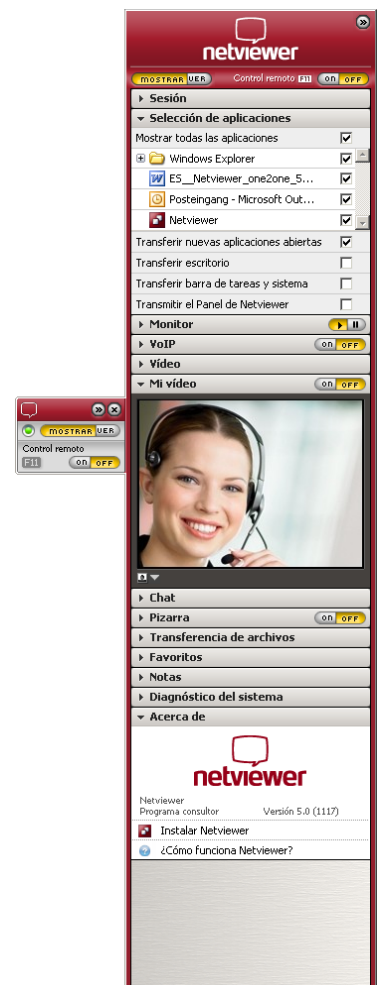 netviewer
MOSTRAR VER Control remoto F11 on OFF
Sesión
Selección de aplicaciones
Mostrar todas las aplicaciones
Windows Explorer
ES__Netviewer_one2one_5...
Posteingang - Microsoft Out...
Netviewer
Transferir nuevas aplicaciones abiertas
Transferir escritorio
Transferir barra de tareas y sistema
Transmitir el Panel de Netviewer
Monitor
VoIP on OFF
Vídeo
Mi vídeo on OFF
MOSTRAR VER
Control remoto
F11 on OFF
Chat
Pizarra on OFF
Transferencia de archivos
Favoritos
Notas
Diagnóstico del sistema
Acerca de
netviewer
Netviewer
Programa consultor Versión 5.0 (1117)
Instalar Netviewer
¿Cómo funciona Netviewer?